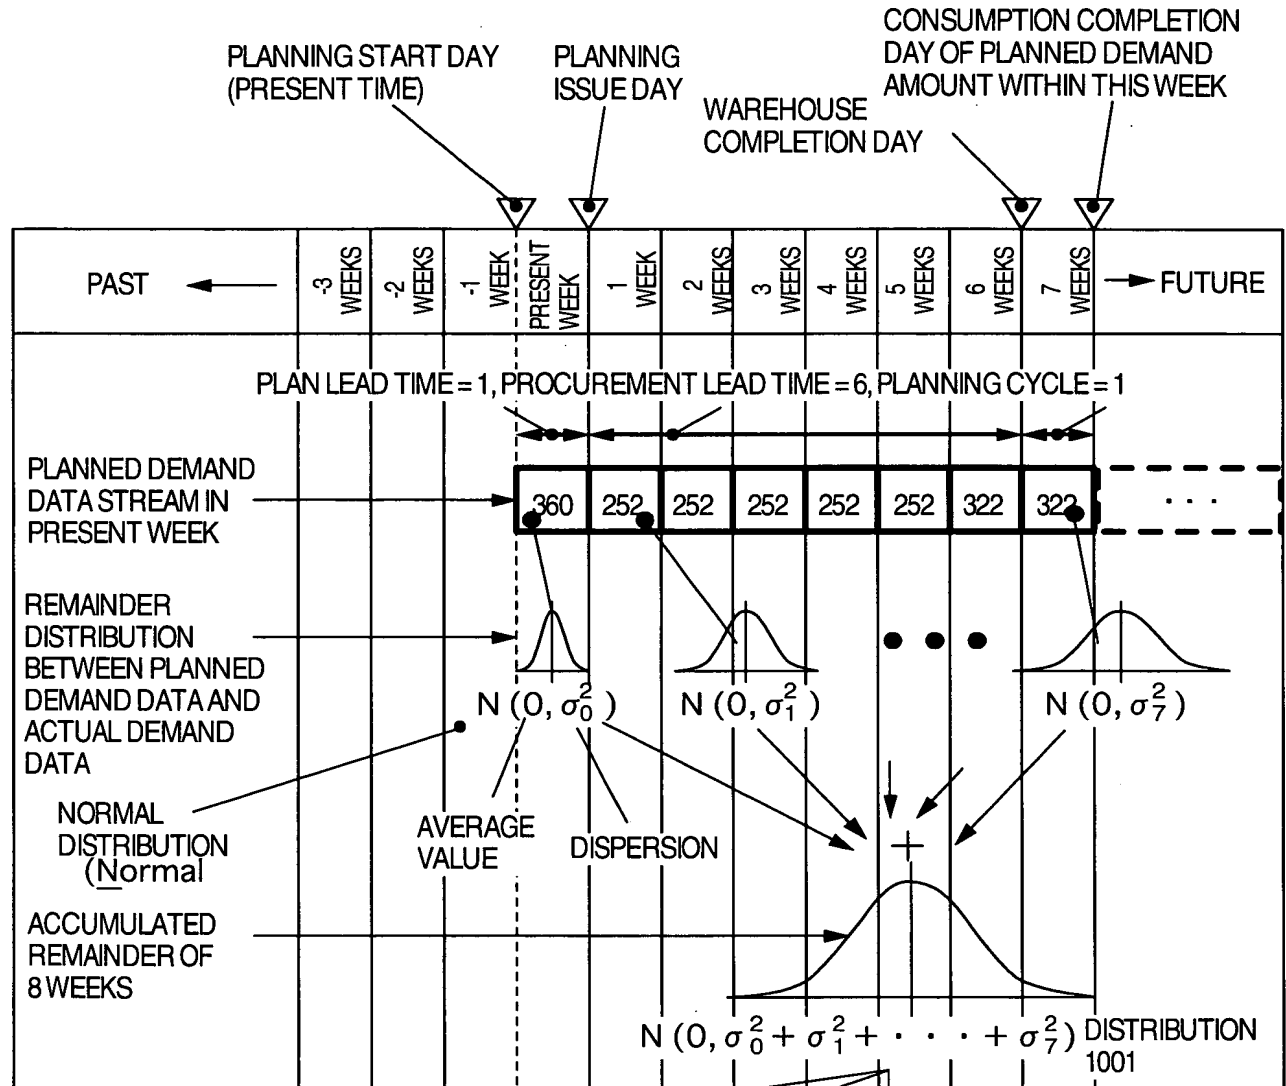 CONSUMPTION COMPLETION
DAY OF PLANNED DEMAND
AMOUNT WITHIN THIS WEEK
PLANNING START DAY
(PRESENT TIME)
PLANNING
ISSUE DAY
WAREHOUSE
COMPLETION DAY
PAST
-3
WEEKS
-2
WEEKS
-1
WEEK
PRESENT
WEEK
1
WEEK
2
WEEKS
3
WEEKS
4
WEEKS
5
WEEKS
6
WEEKS
7
WEEKS
FUTURE
PLAN LEAD TIME = 1, PROCUREMENT LEAD TIME = 6, PLANNING CYCLE = 1
PLANNED DEMAND
DATA STREAM IN
PRESENT WEEK
360 252 252 252 252 252 322 322 · · ·
REMAINDER
DISTRIBUTION
BETWEEN PLANNED
DEMAND DATA AND
ACTUAL DEMAND
DATA
N (0, σ₀²) N (0, σ₁²) N (0, σ₇²)
NORMAL
DISTRIBUTION
(Normal
AVERAGE
VALUE
DISPERSION
+
ACCUMULATED
REMAINDER OF
8 WEEKS
N (0, σ₀² + σ₁² + · · · + σ₇²) DISTRIBUTION
1001